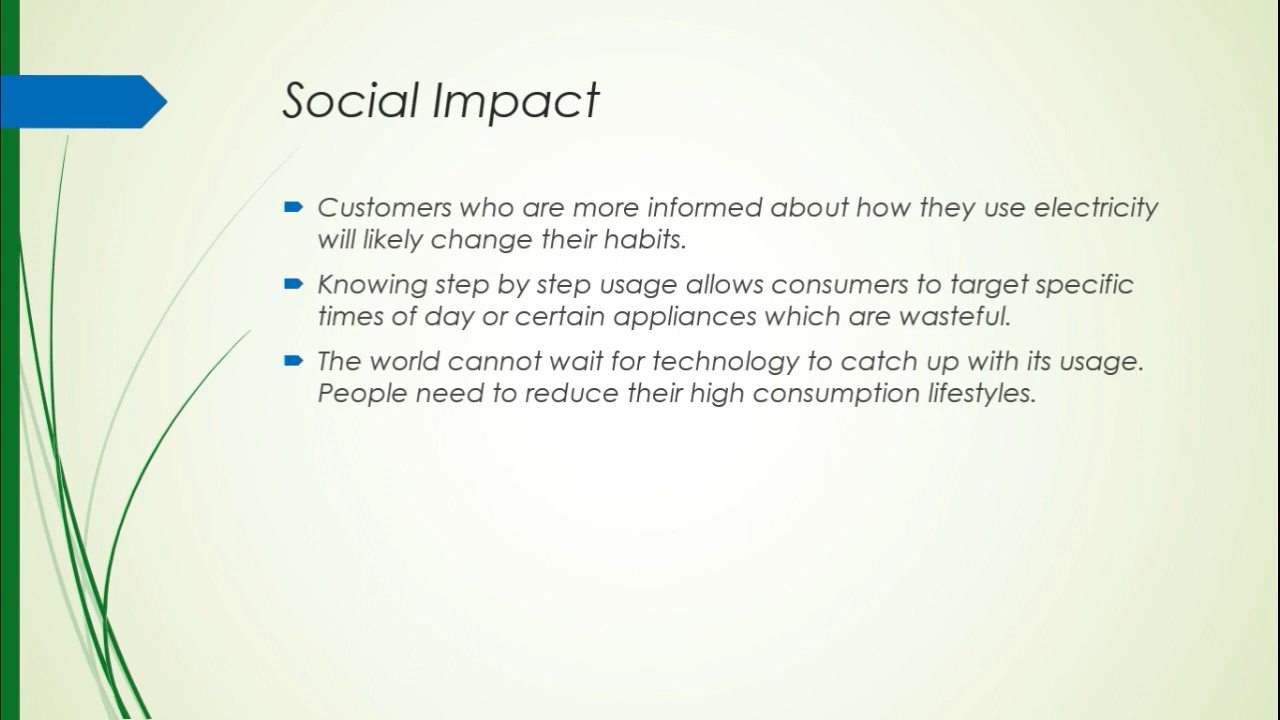 Social Impact
Customers who are more informed about how they use electricity
will likely change their habits.
Knowing step by step usage allows consumers to target specific
times of day or certain appliances which are wasteful.
The world cannot wait for technology to catch up with its usage.
People need to reduce their high consumption lifestyles.